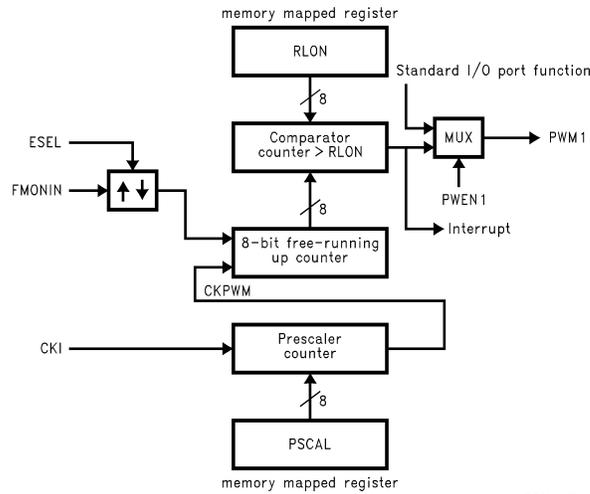 memory mapped register
RLON
8
Standard I/O port function
Comparator
counter > RLON
MUX
PWM1
ESEL
FMONIN
8
PWEN1
Interrupt
8-bit free-running
up counter
CKPWM
CKI
Prescaler
counter
8
PSCAL
memory mapped register